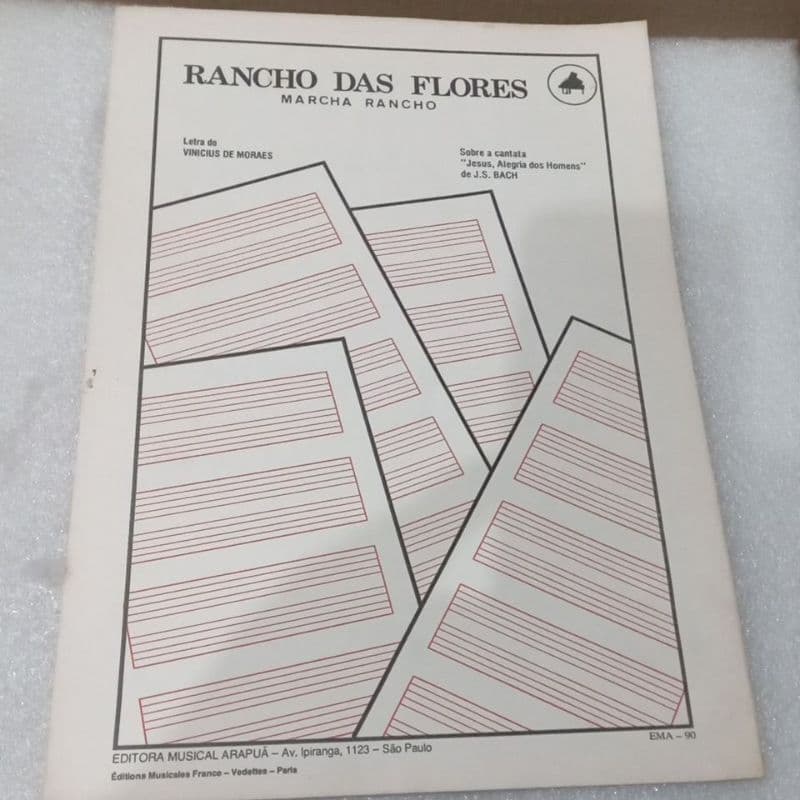 RANCHO DAS FLORES
MARCHA RANCHO
Letra de
VINICIUS DE MORAES
Sobre a cantata
"Jesus, Alegria dos Homens"
de J.S. BACH
EMA – 90
EDITORA MUSICAL ARAPUÃ – Av. Ipiranga, 1123 – São Paulo
Éditions Musicales France – Vedettes – Paris